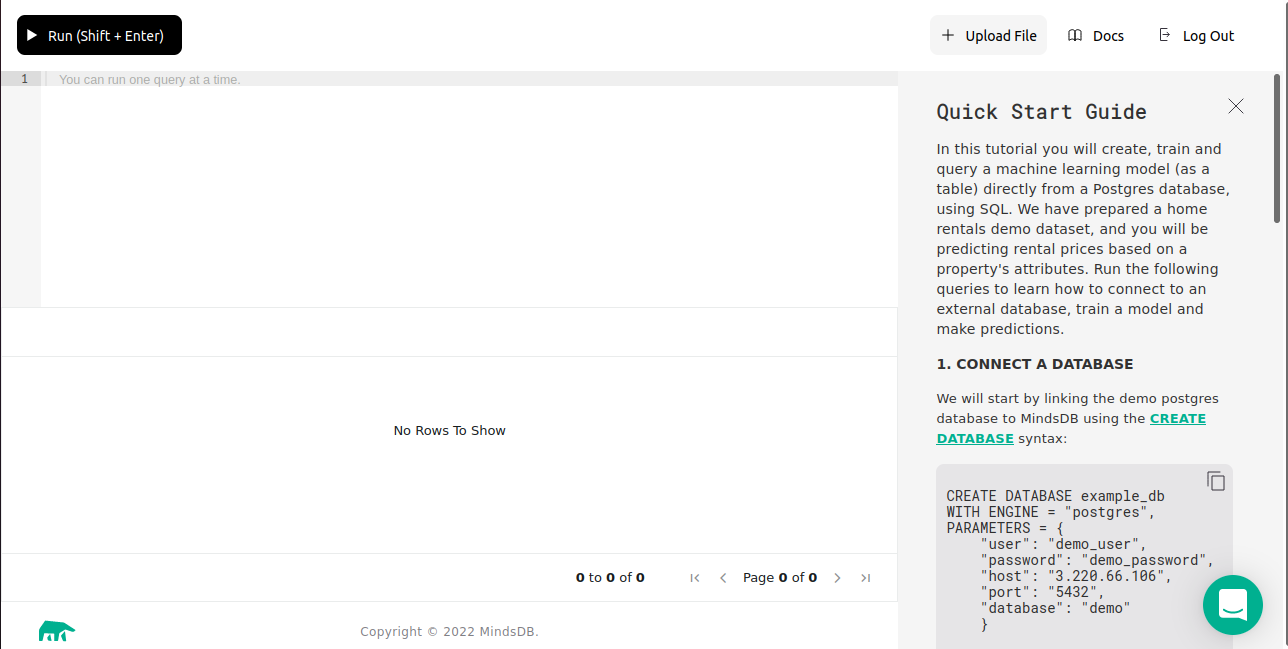 Run (Shift + Enter)
Upload File
Docs
Log Out
1
You can run one query at a time.
No Rows To Show
0 to 0 of 0
Page 0 of 0
Copyright © 2022 MindsDB.
Quick Start Guide
In this tutorial you will create, train and
query a machine learning model (as a
table) directly from a Postgres database,
using SQL. We have prepared a home
rentals demo dataset, and you will be
predicting rental prices based on a
property's attributes. Run the following
queries to learn how to connect to an
external database, train a model and
make predictions.
1. CONNECT A DATABASE
We will start by linking the demo postgres
database to MindsDB using the CREATE
DATABASE syntax:
CREATE DATABASE example_db
WITH ENGINE = "postgres",
PARAMETERS = {
    "user": "demo_user",
    "password": "demo_password",
    "host": "3.220.66.106",
    "port": "5432",
    "database": "demo"
    }